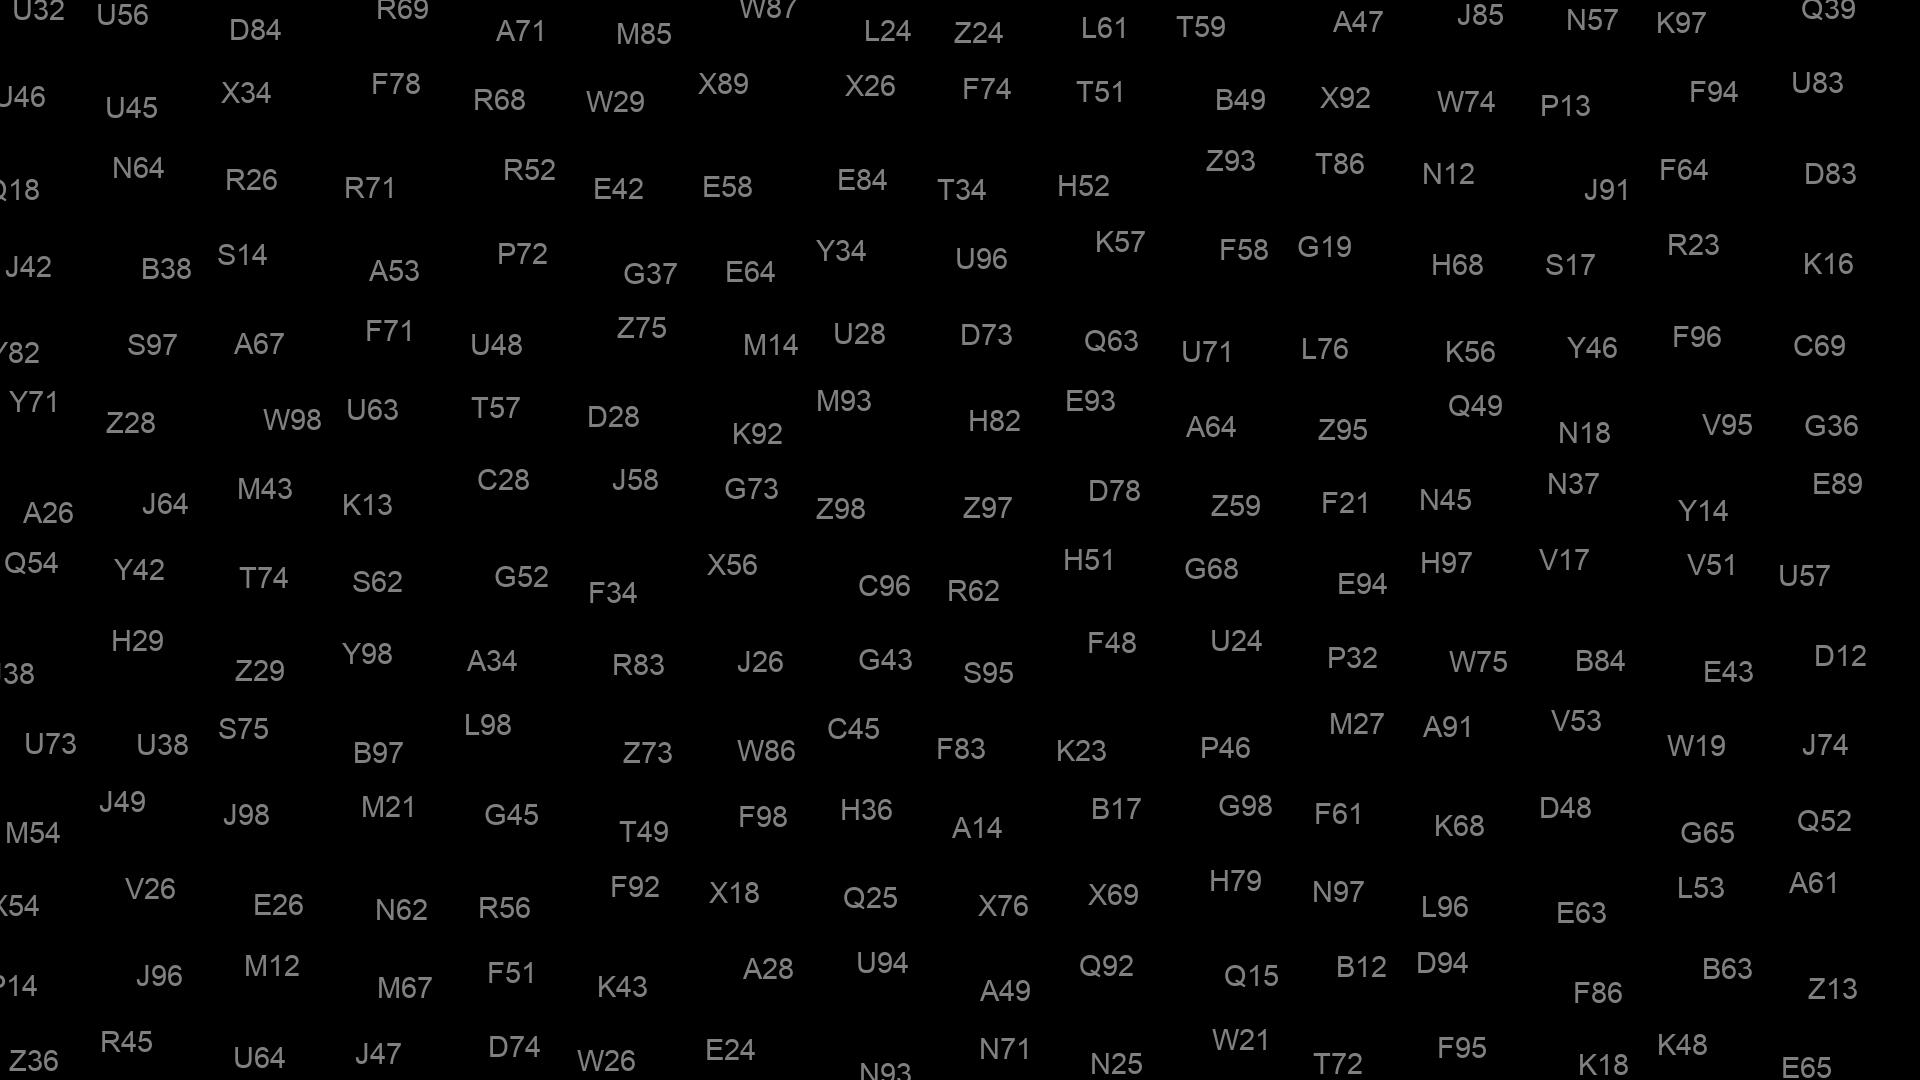 U32 U56 D84 R69 A71 M85 W87 L24 Z24 L61 T59 A47 J85 N57 K97 Q39
U46 U45 X34 F78 R68 W29 X89 X26 F74 T51 B49 X92 W74 P13 F94 U83
Q18 N64 R26 R71 R52 E42 E58 E84 T34 H52 Z93 T86 N12 J91 F64 D83
J42 B38 S14 A53 P72 G37 E64 Y34 U96 K57 F58 G19 H68 S17 R23 K16
Y82 S97 A67 F71 U48 Z75 M14 U28 D73 Q63 U71 L76 K56 Y46 F96 C69
Y71 Z28 W98 U63 T57 D28 K92 M93 H82 E93 A64 Z95 Q49 N18 V95 G36
A26 J64 M43 K13 C28 J58 G73 Z98 Z97 D78 Z59 F21 N45 N37 Y14 E89
Q54 Y42 T74 S62 G52 F34 X56 C96 R62 H51 G68 E94 H97 V17 V51 U57
H29 Z29 Y98 A34 R83 J26 G43 S95 F48 U24 P32 W75 B84 E43 D12
U73 U38 S75 B97 L98 Z73 W86 C45 F83 K23 P46 M27 A91 V53 W19 J74
M54 J49 J98 M21 G45 T49 F98 H36 A14 B17 G98 F61 K68 D48 G65 Q52
V26 E26 N62 R56 F92 X18 Q25 X76 X69 H79 N97 L96 E63 L53 A61
P14 J96 M12 M67 F51 K43 A28 U94 A49 Q92 Q15 B12 D94 F86 B63 Z13
Z36 R45 U64 J47 D74 W26 E24 N93 N71 N25 W21 T72 F95 K18 K48 E65